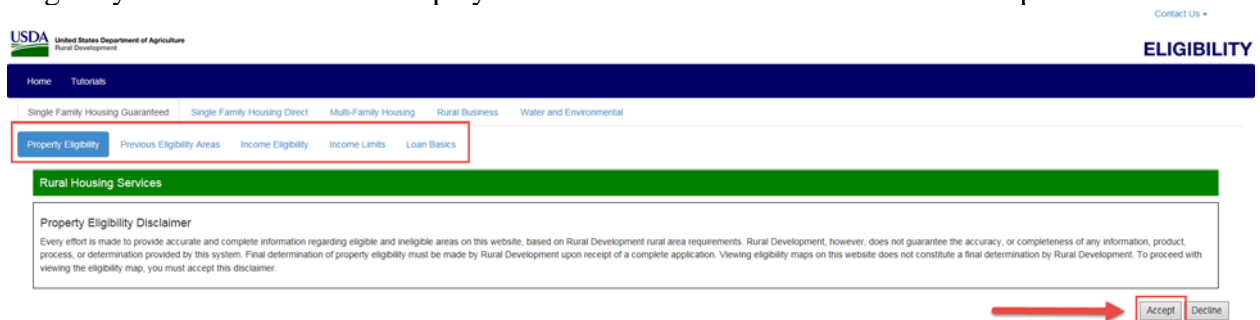 Contact Us
USDA United States Department of Agriculture
Rural Development
ELIGIBILITY
Home Tutorials
Single Family Housing Guaranteed Single Family Housing Direct Multi-Family Housing Rural Business Water and Environmental
Property Eligibility Previous Eligibility Areas Income Eligibility Income Limits Loan Basics
Rural Housing Services
Property Eligibility Disclaimer
Every effort is made to provide accurate and complete information regarding eligible and ineligible areas on this website, based on Rural Development rural area requirements. Rural Development, however, does not guarantee the accuracy, or completeness of any information, product,
process, or determination provided by this system. Final determination of property eligibility must be made by Rural Development upon receipt of a complete application. Viewing eligibility maps on this website does not constitute a final determination by Rural Development. To proceed with
viewing the eligibility map, you must accept this disclaimer.
Accept Decline